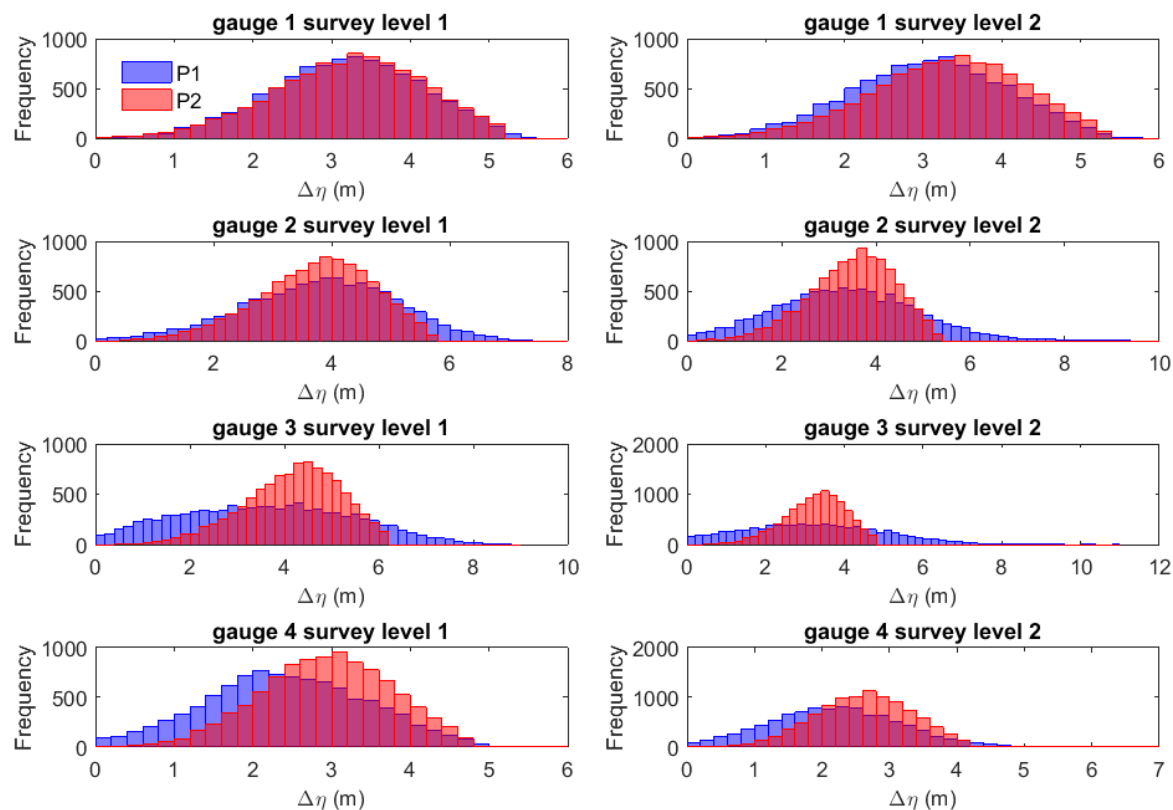 gauge 1 survey level 1
Frequency
1000
500
0
P1
P2
0 1 2 3 4 5 6
Δη (m)
gauge 1 survey level 2
Frequency
1000
500
0
0 1 2 3 4 5 6
Δη (m)
gauge 2 survey level 1
Frequency
1000
500
0
0 2 4 6 8
Δη (m)
gauge 2 survey level 2
Frequency
1000
500
0
0 2 4 6 8 10
Δη (m)
gauge 3 survey level 1
Frequency
1000
500
0
0 2 4 6 8 10
Δη (m)
gauge 3 survey level 2
Frequency
2000
1000
0
0 2 4 6 8 10 12
Δη (m)
gauge 4 survey level 1
Frequency
1000
500
0
0 1 2 3 4 5 6
Δη (m)
gauge 4 survey level 2
Frequency
2000
1000
0
0 1 2 3 4 5 6 7
Δη (m)